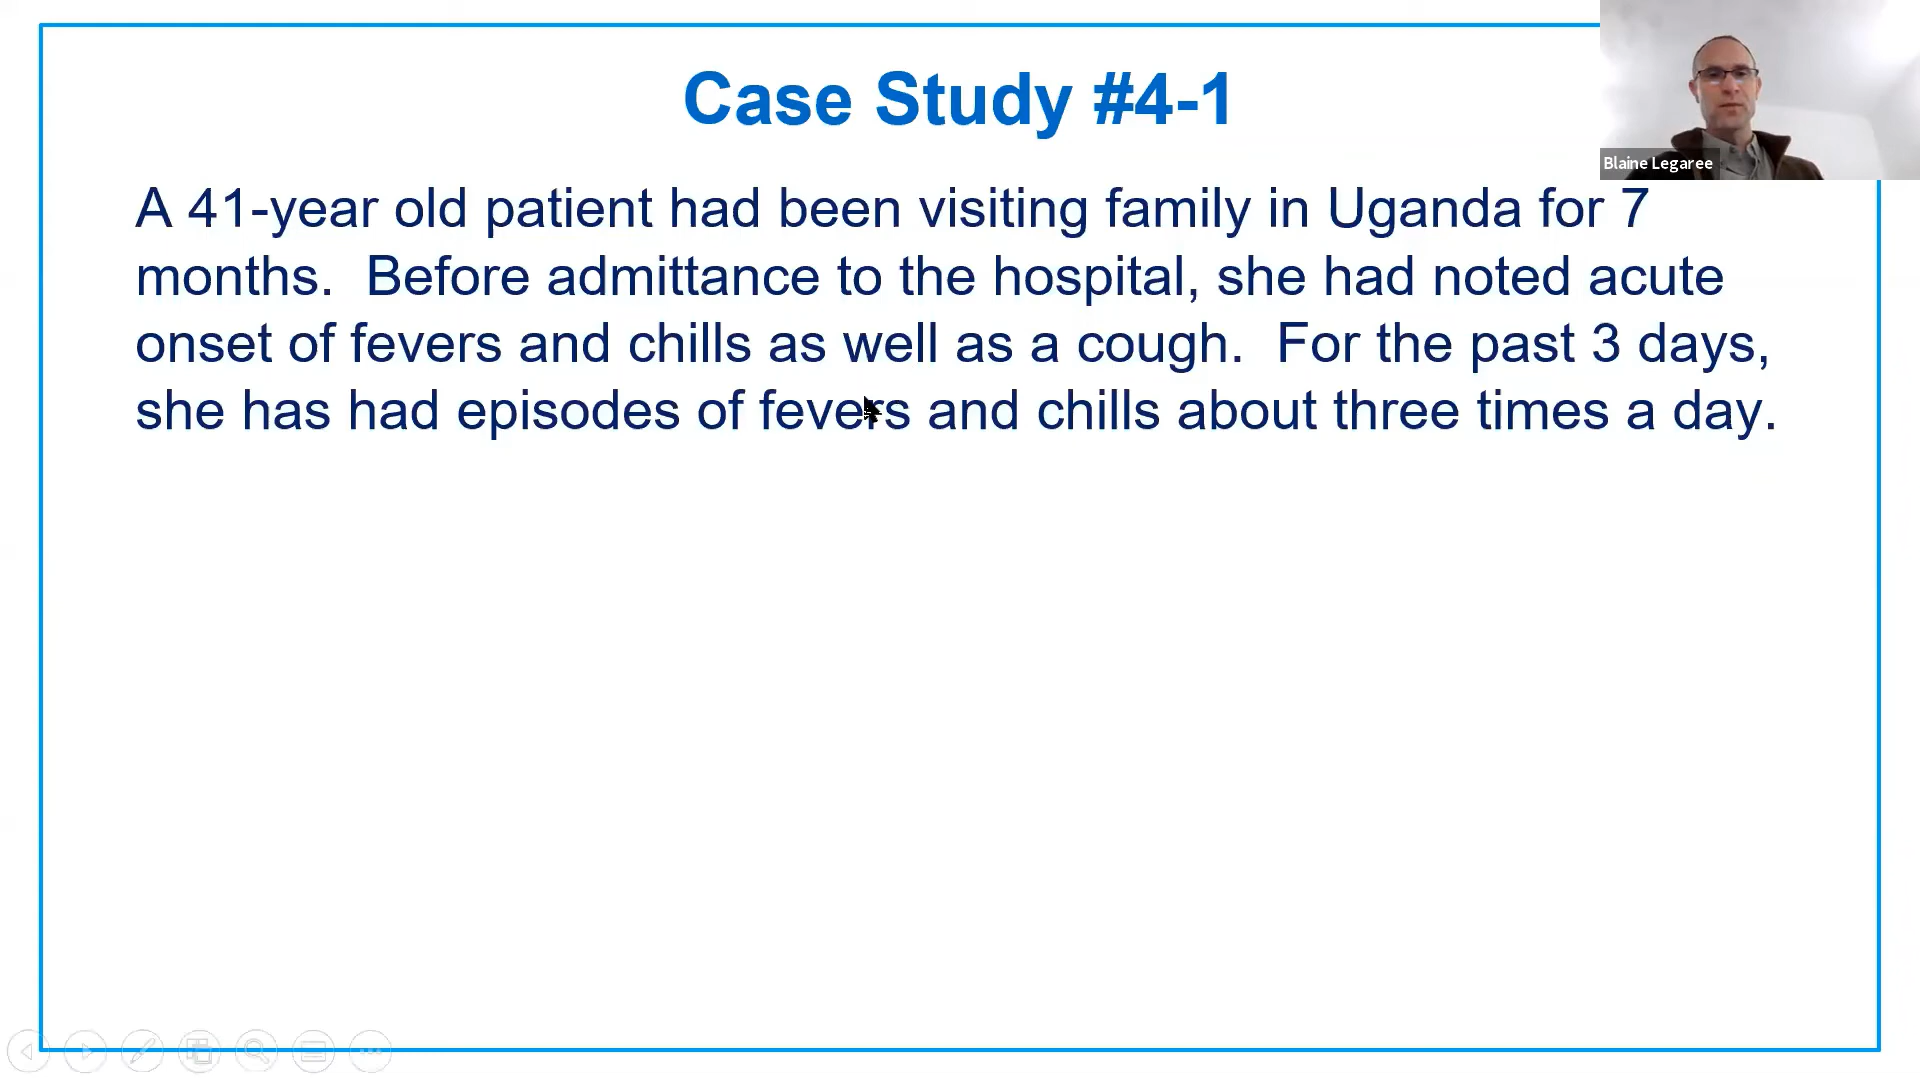 Case Study #4-1
Blaine Legaree
A 41-year old patient had been visiting family in Uganda for 7
months.  Before admittance to the hospital, she had noted acute
onset of fevers and chills as well as a cough.  For the past 3 days,
she has had episodes of fevers and chills about three times a day.